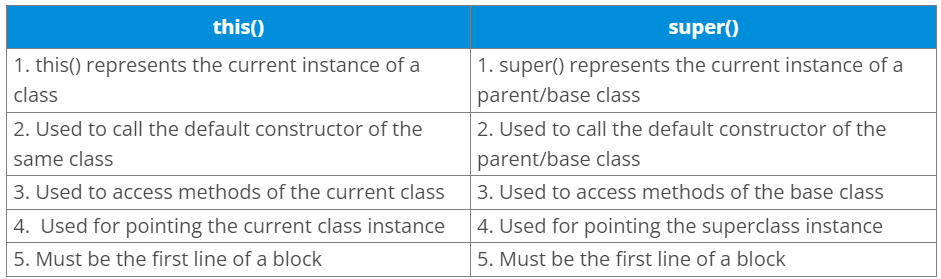 this()
super()
1. this() represents the current instance of a
class
1. super() represents the current instance of a
parent/base class
2. Used to call the default constructor of the
same class
2. Used to call the default constructor of the
parent/base class
3. Used to access methods of the current class
3. Used to access methods of the base class
4.  Used for pointing the current class instance
4. Used for pointing the superclass instance
5. Must be the first line of a block
5. Must be the first line of a block